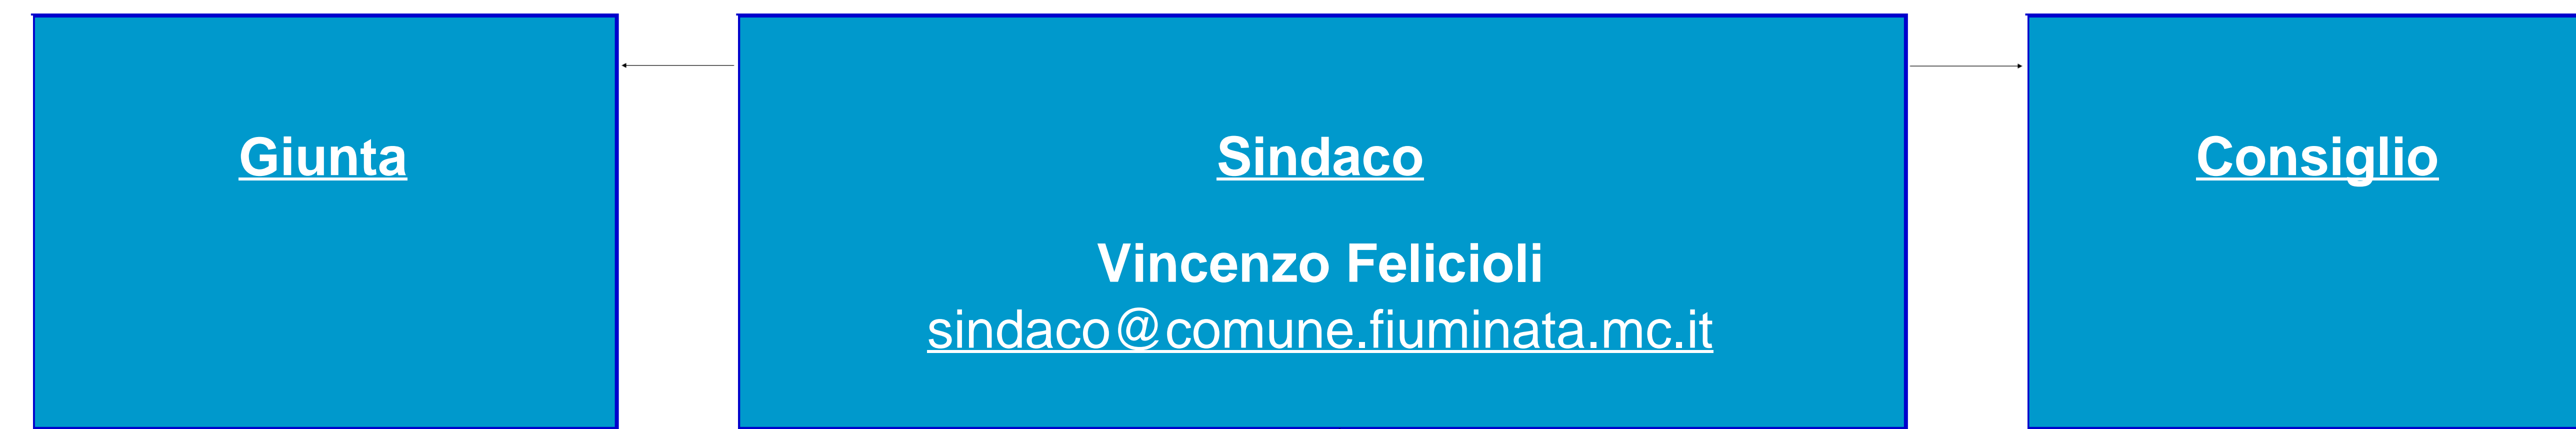 Giunta
Sindaco
Vincenzo Felicioli
sindaco@comune.fiuminata.mc.it
Consiglio